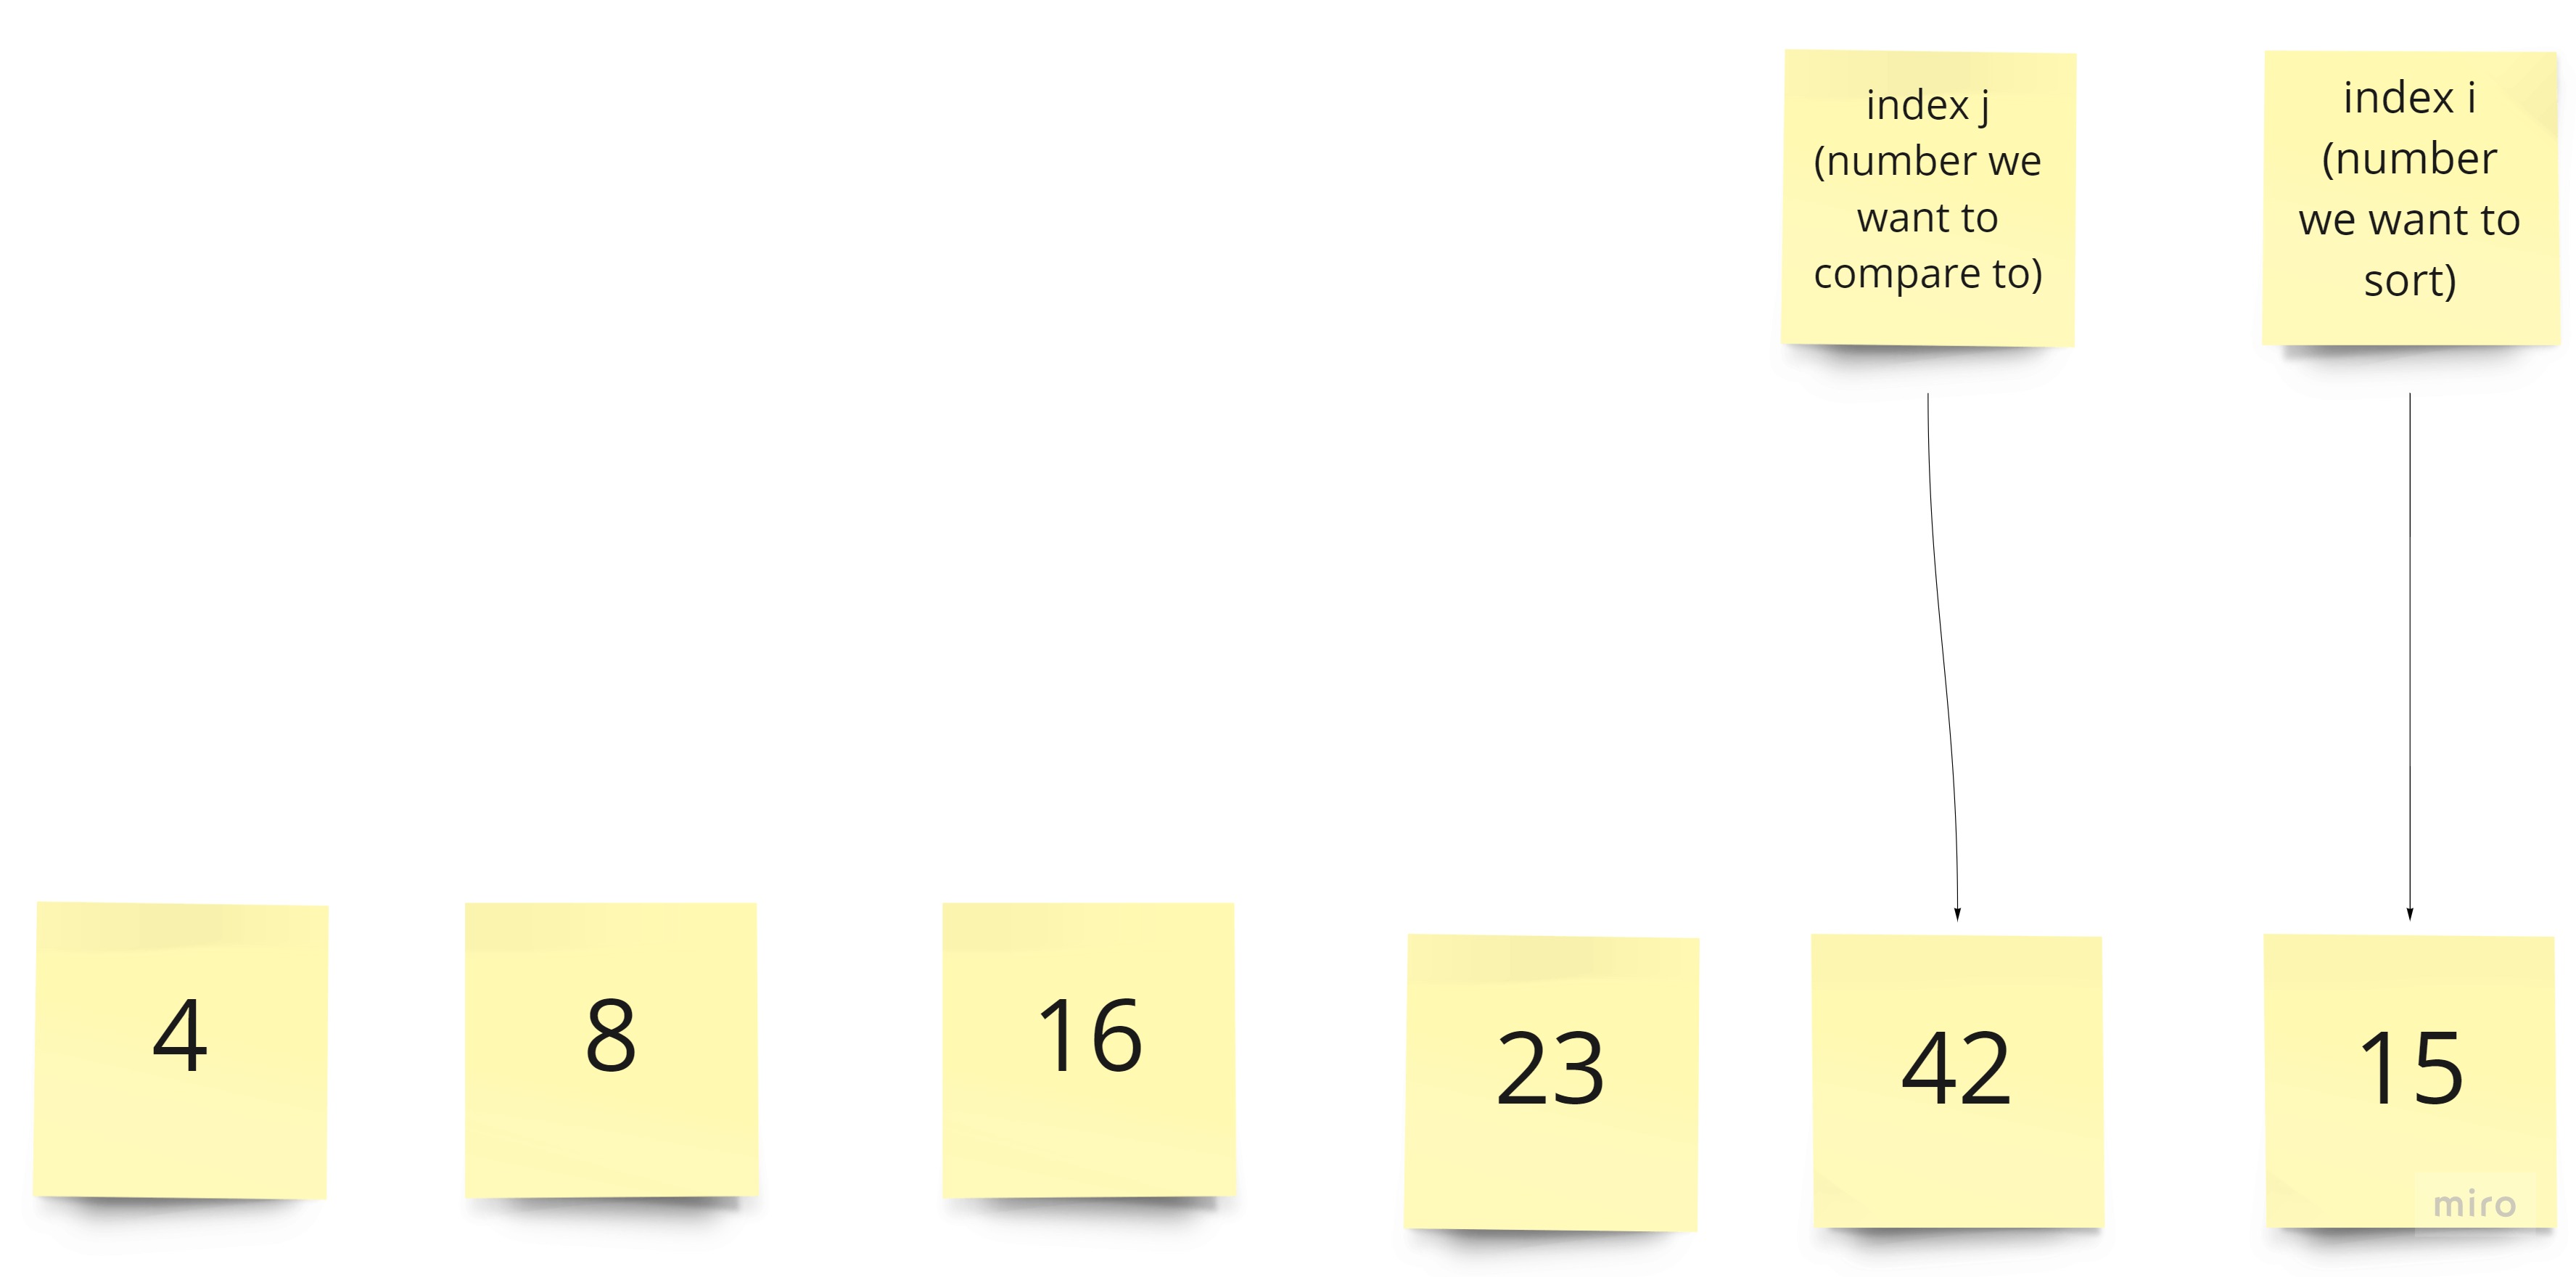 index j
(number we
want to
compare to)
index i
(number
we want to
sort)
4
8
16
23
42
15
miro